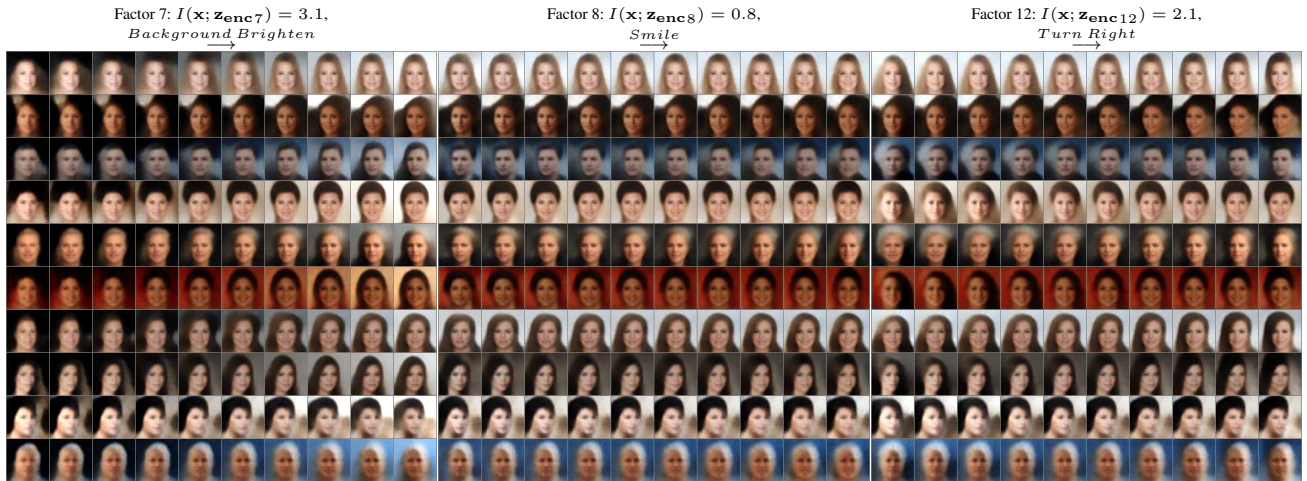 Factor 7: I(x; z_enc7) = 3.1,
Background Brighten
→
Factor 8: I(x; z_enc8) = 0.8,
Smile
→
Factor 12: I(x; z_enc12) = 2.1,
Turn Right
→